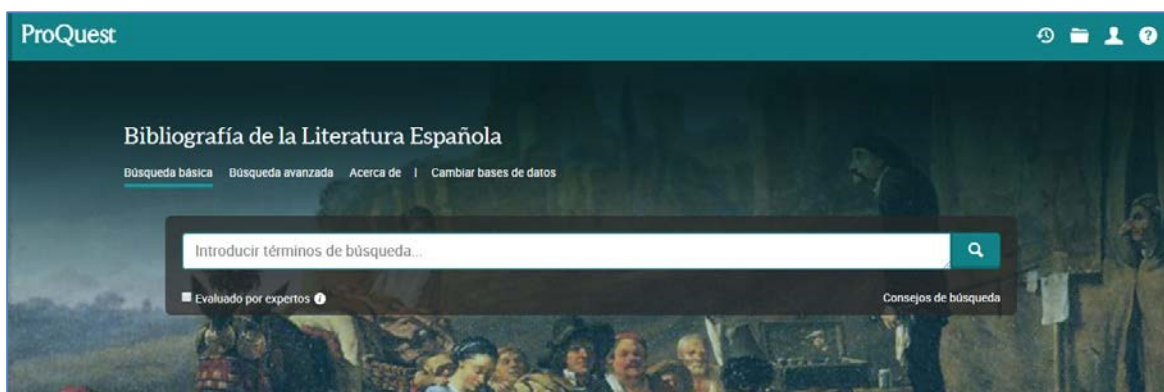 ProQuest
Bibliografía de la Literatura Española
Búsqueda básica Búsqueda avanzada Acerca de | Cambiar bases de datos
Introducir términos de búsqueda...
Evaluado por expertos
Consejos de búsqueda